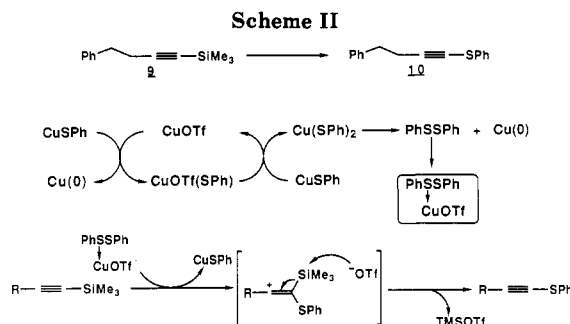 Scheme II
Ph SiMe3 Ph SPh
9 10
CuSPh CuOTf Cu(SPh)2 PhSSPh + Cu(0)
Cu(0) CuOTf(SPh) CuSPh PhSSPh
CuOTf
PhSSPh
CuOTf CuSPh SiMe3 -OTf
R SiMe3 R + SPh R SPh
TMSOTf